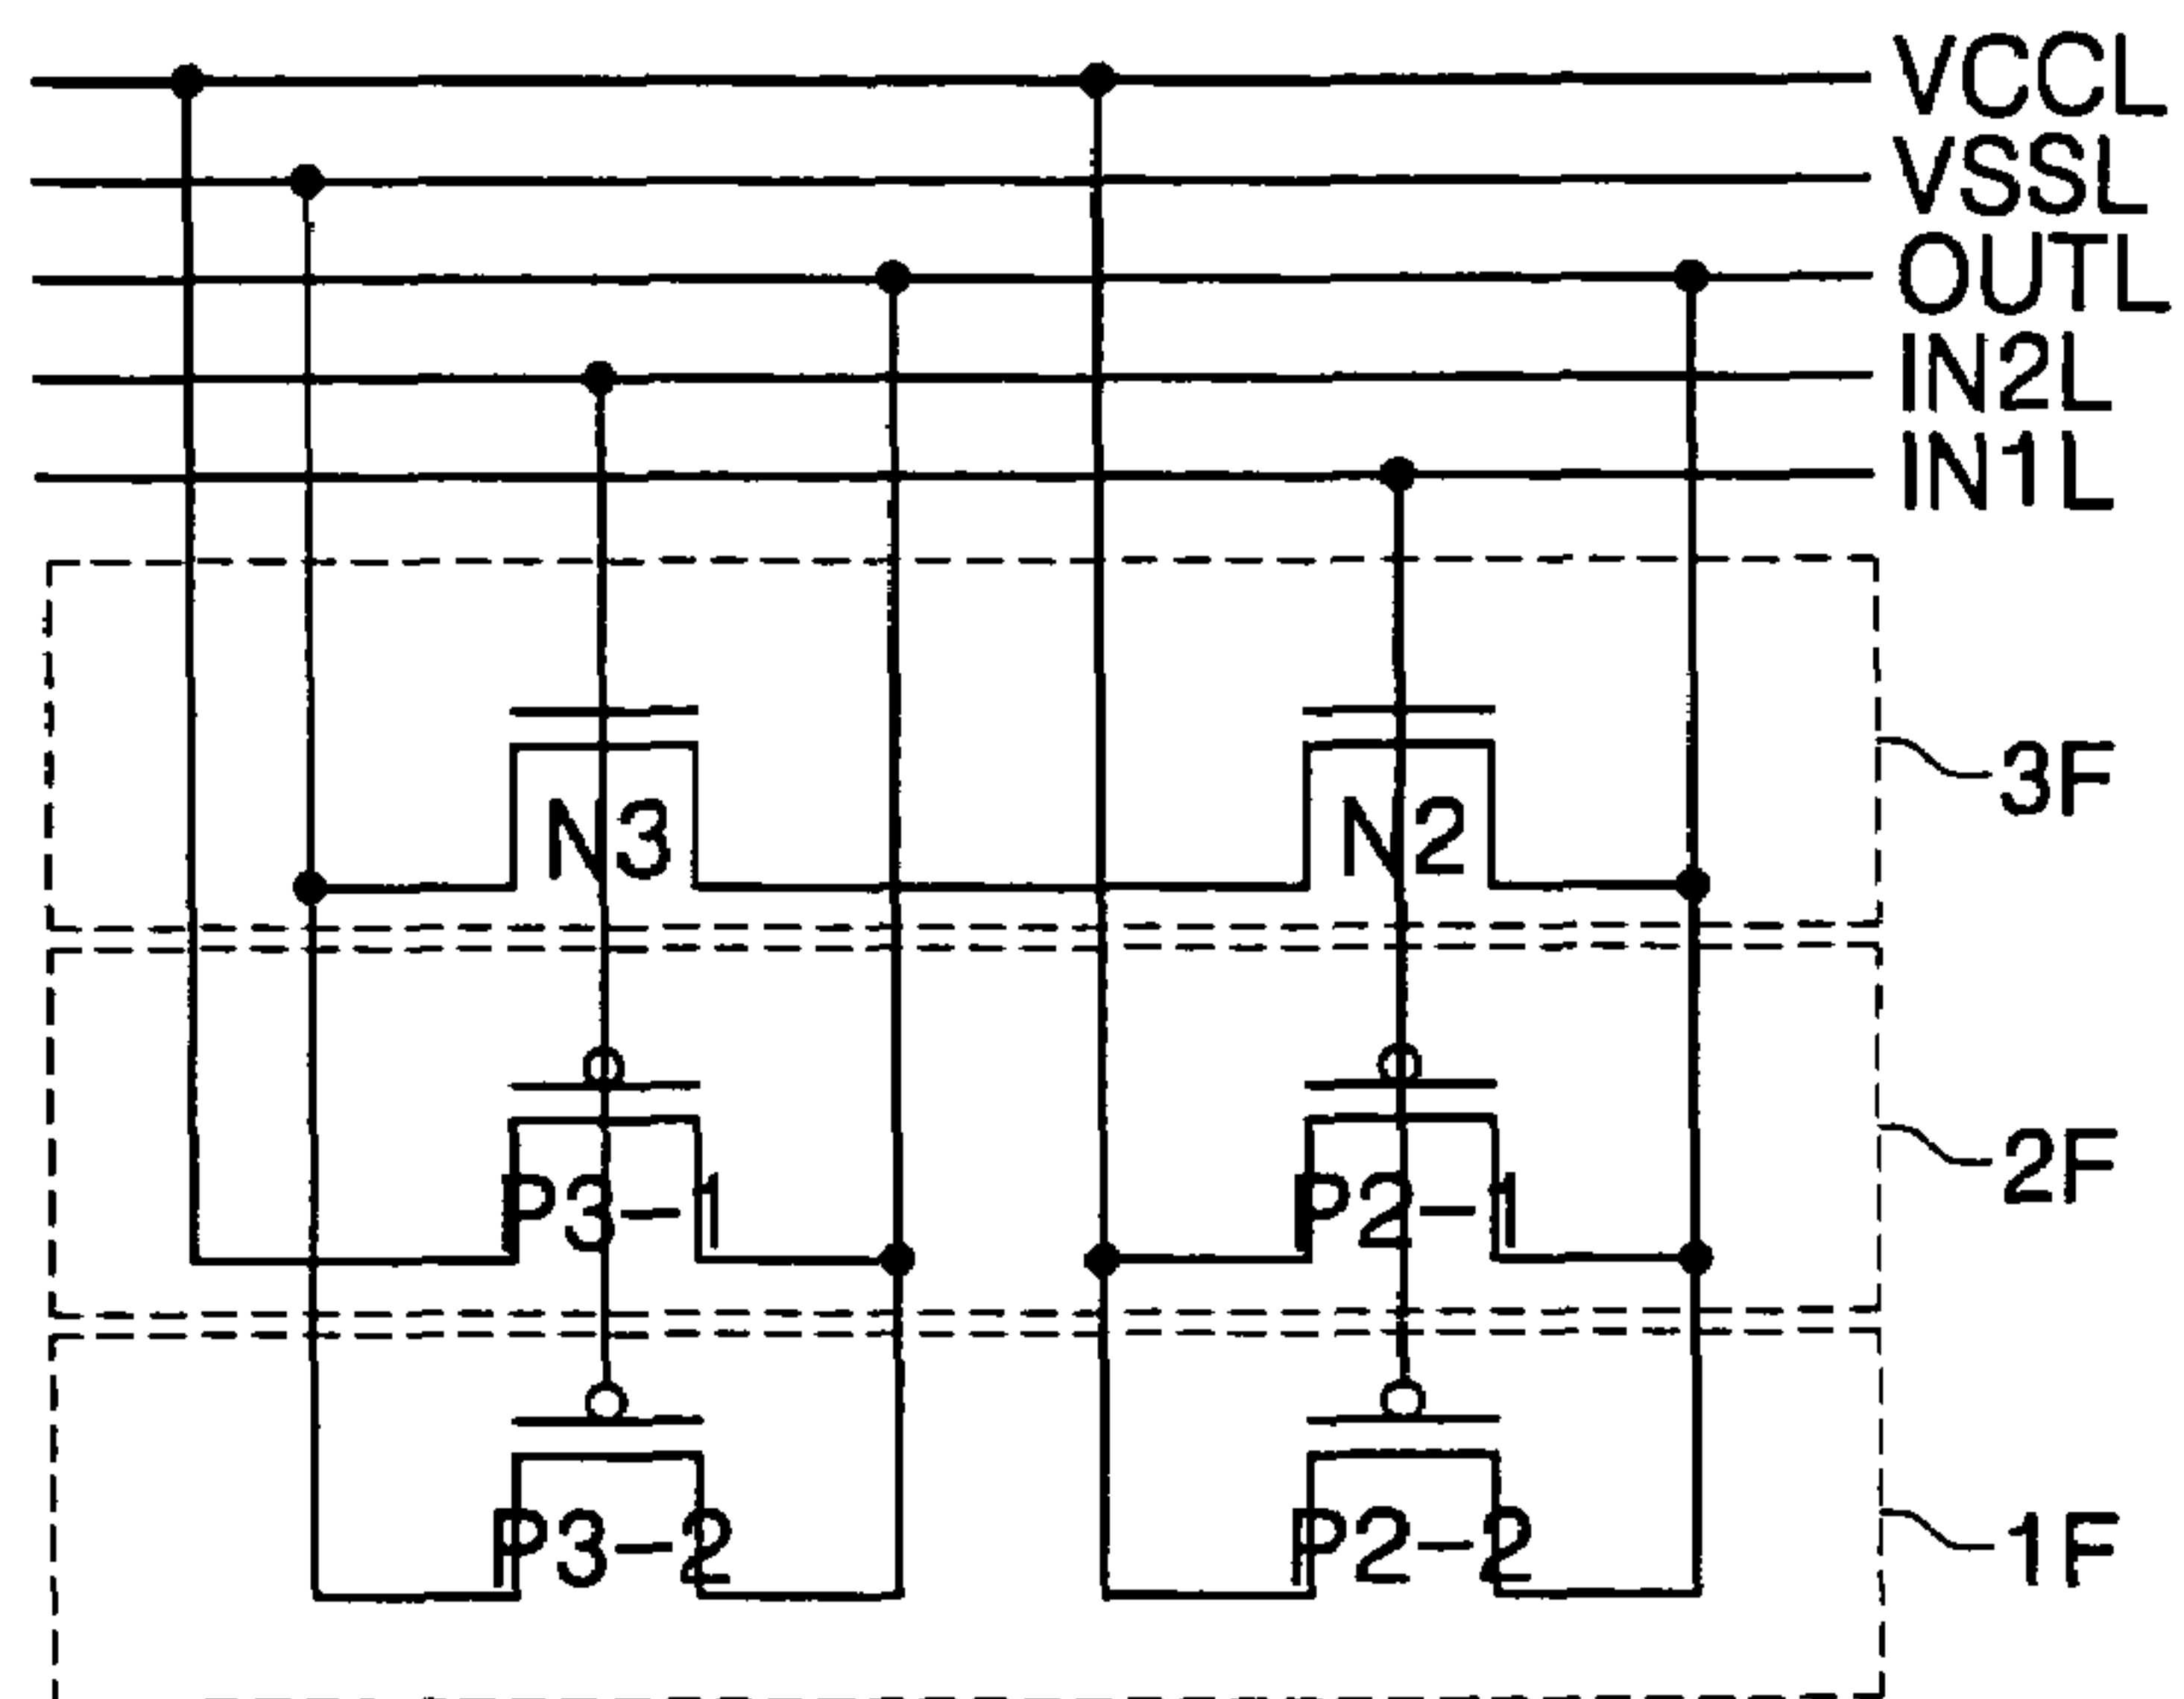 VCCL
VSSL
OUTL
IN2L
IN1L
3F
N3 N2
2F
P3-1 P2-1
1F
P3-2 P2-2